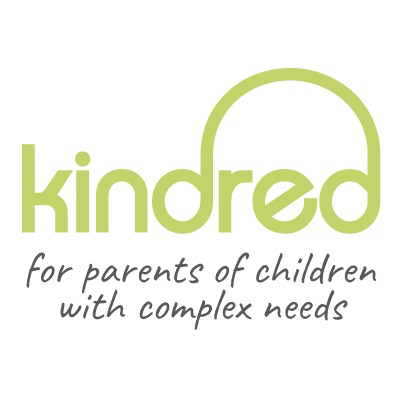 kindred
for parents of children
with complex needs